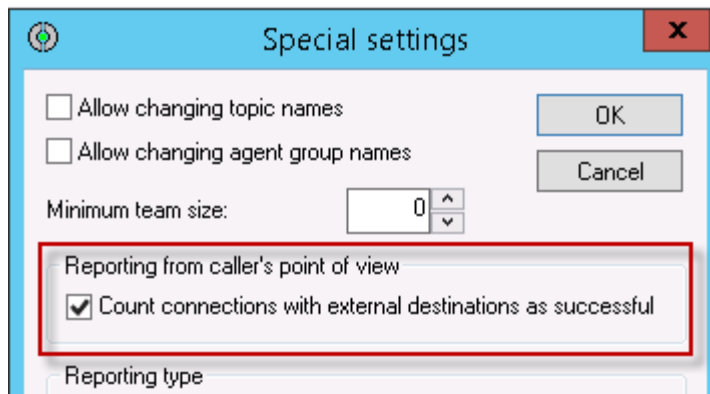 Special settings
x
Allow changing topic names
OK
Allow changing agent group names
Cancel
Minimum team size: 0
Reporting from caller's point of view
Count connections with external destinations as successful
Reporting type